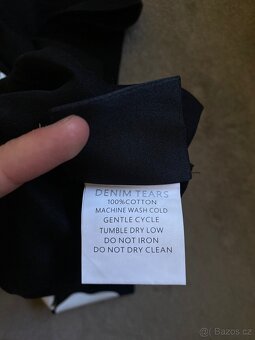 DENIM TEARS
100%COTTON
MACHINE WASH COLD
GENTLE CYCLE
TUMBLE DRY LOW
DO NOT IRON
DO NOT DRY CLEAN
Bazos.cz